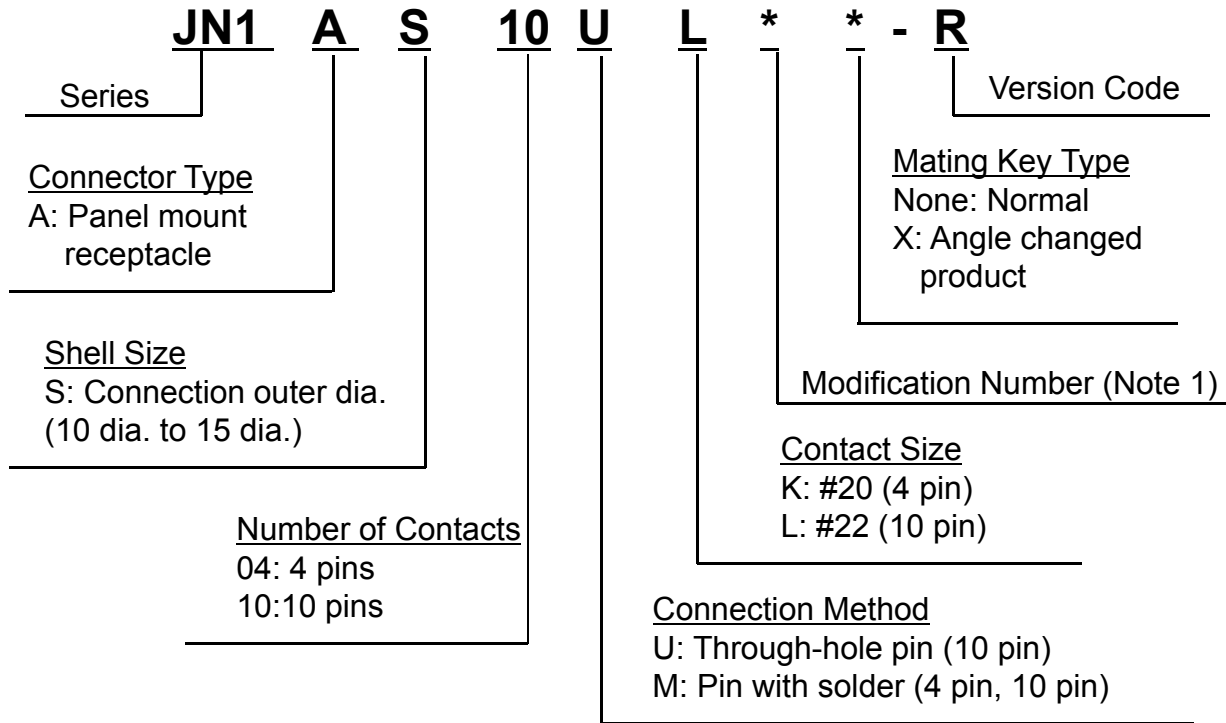 JN1 A S 10 U L * * - R
Series
Version Code
Connector Type
A: Panel mount
receptacle
Mating Key Type
None: Normal
X: Angle changed
product
Shell Size
S: Connection outer dia.
(10 dia. to 15 dia.)
Modification Number (Note 1)
Contact Size
K: #20 (4 pin)
L: #22 (10 pin)
Number of Contacts
04: 4 pins
10:10 pins
Connection Method
U: Through-hole pin (10 pin)
M: Pin with solder (4 pin, 10 pin)